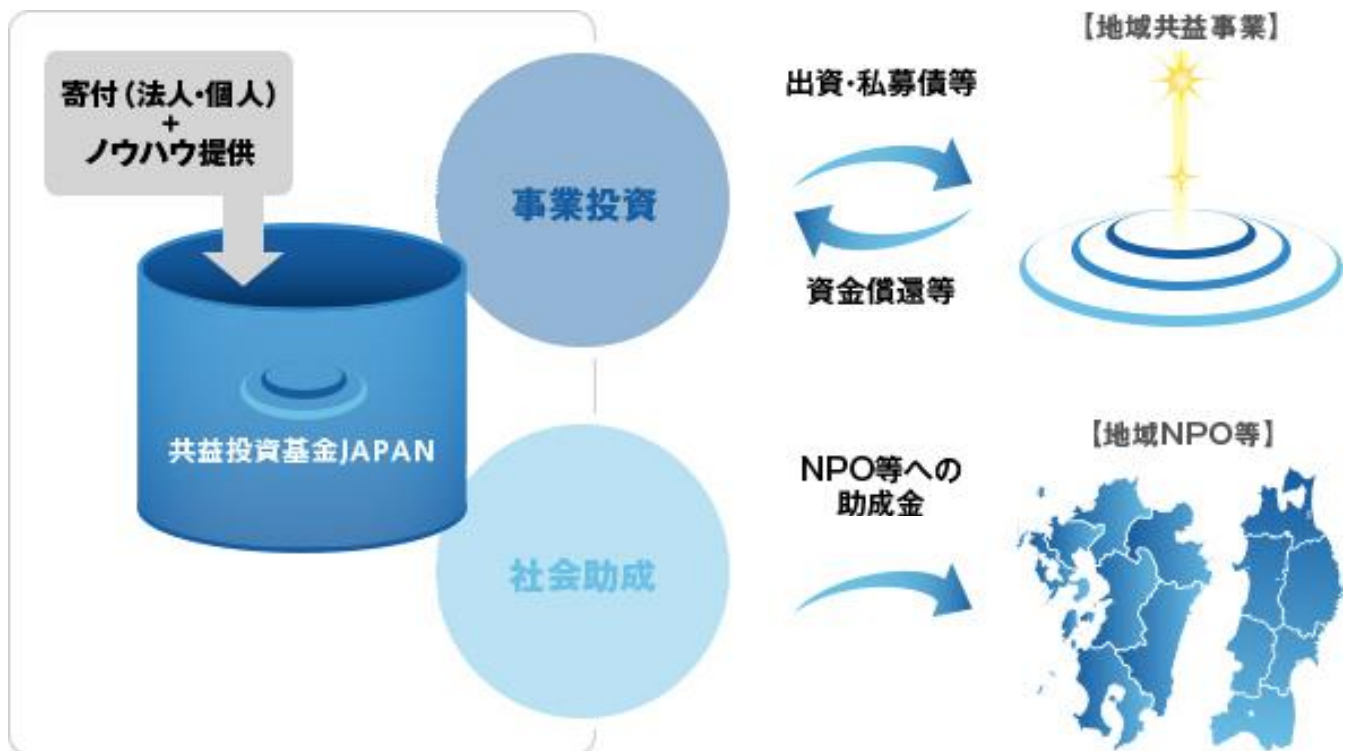 寄付(法人・個人)
+
ノウハウ提供
共益投資基金JAPAN
事業投資
社会助成
出資・私募債等
資金償還等
【地域共益事業】
NPO等への
助成金
【地域NPO等】